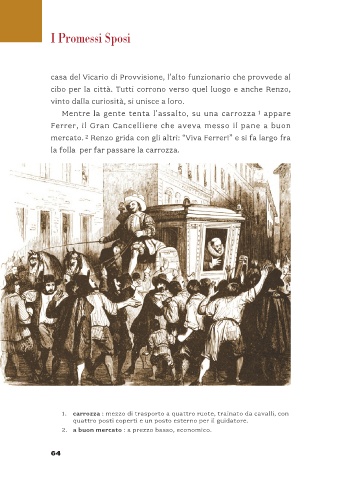 I Promessi Sposi
casa del Vicario di Provvisione, l'alto funzionario che provvede al
cibo per la città. Tutti corrono verso quel luogo e anche Renzo,
vinto dalla curiosità, si unisce a loro.
Mentre la gente tenta l'assalto, su una carrozza 1 appare
Ferrer, il Gran Cancelliere che aveva messo il pane a buon
mercato. 2 Renzo grida con gli altri: "Viva Ferrer!" e si fa largo fra
la folla per far passare la carrozza.
1. carrozza : mezzo di trasporto a quattro ruote, trainato da cavalli, con
quattro posti coperti e un posto esterno per il guidatore.
2. a buon mercato : a prezzo basso, economico.
64